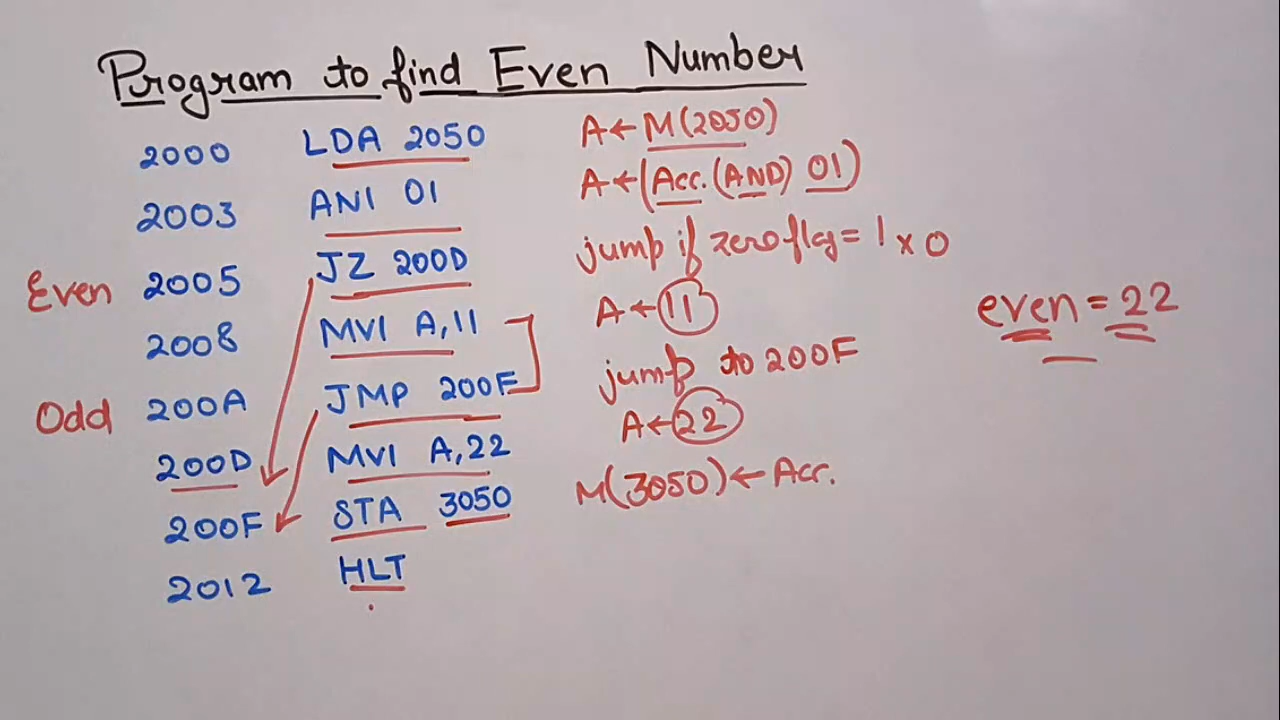 Program to find Even Number
2000 LDA 2050 A←M(2050)
2003 ANI 01 A←(Acc.(AND) 01)
Even 2005 JZ 200D jump if zero flag = 1 x 0
2008 MVI A,11 A←11
even = 22
Odd 200A JMP 200F jump to 200F
200D MVI A,22 A←22
200F STA 3050 M(3050)←Acc.
2012 HLT